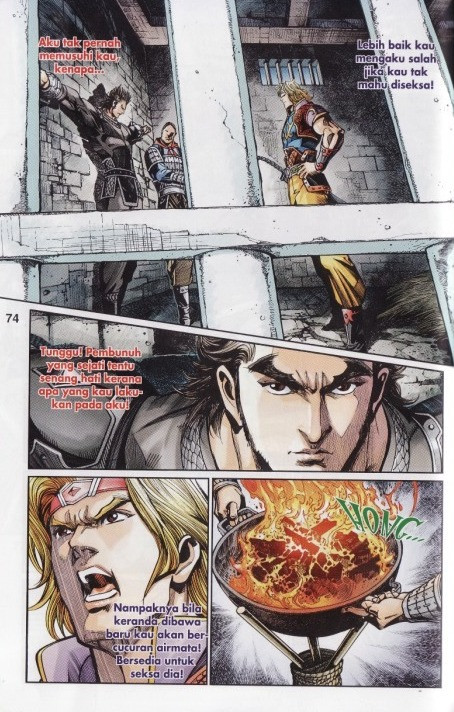 Aku tak pernah
memusuhi kau,
kenapa...
Lebih baik kau
mengaku salah
jika kau tak
mahu diseksa!
74
Tunggu! Pembunuh
yang sejati tentu
senang hati kerana
apa yang kau laku-
kan pada aku!
Nampaknya bila
keranda dibawa
baru kau akan ber-
cucuran airmata!
Bersedia untuk
seksa dia!
HONG...